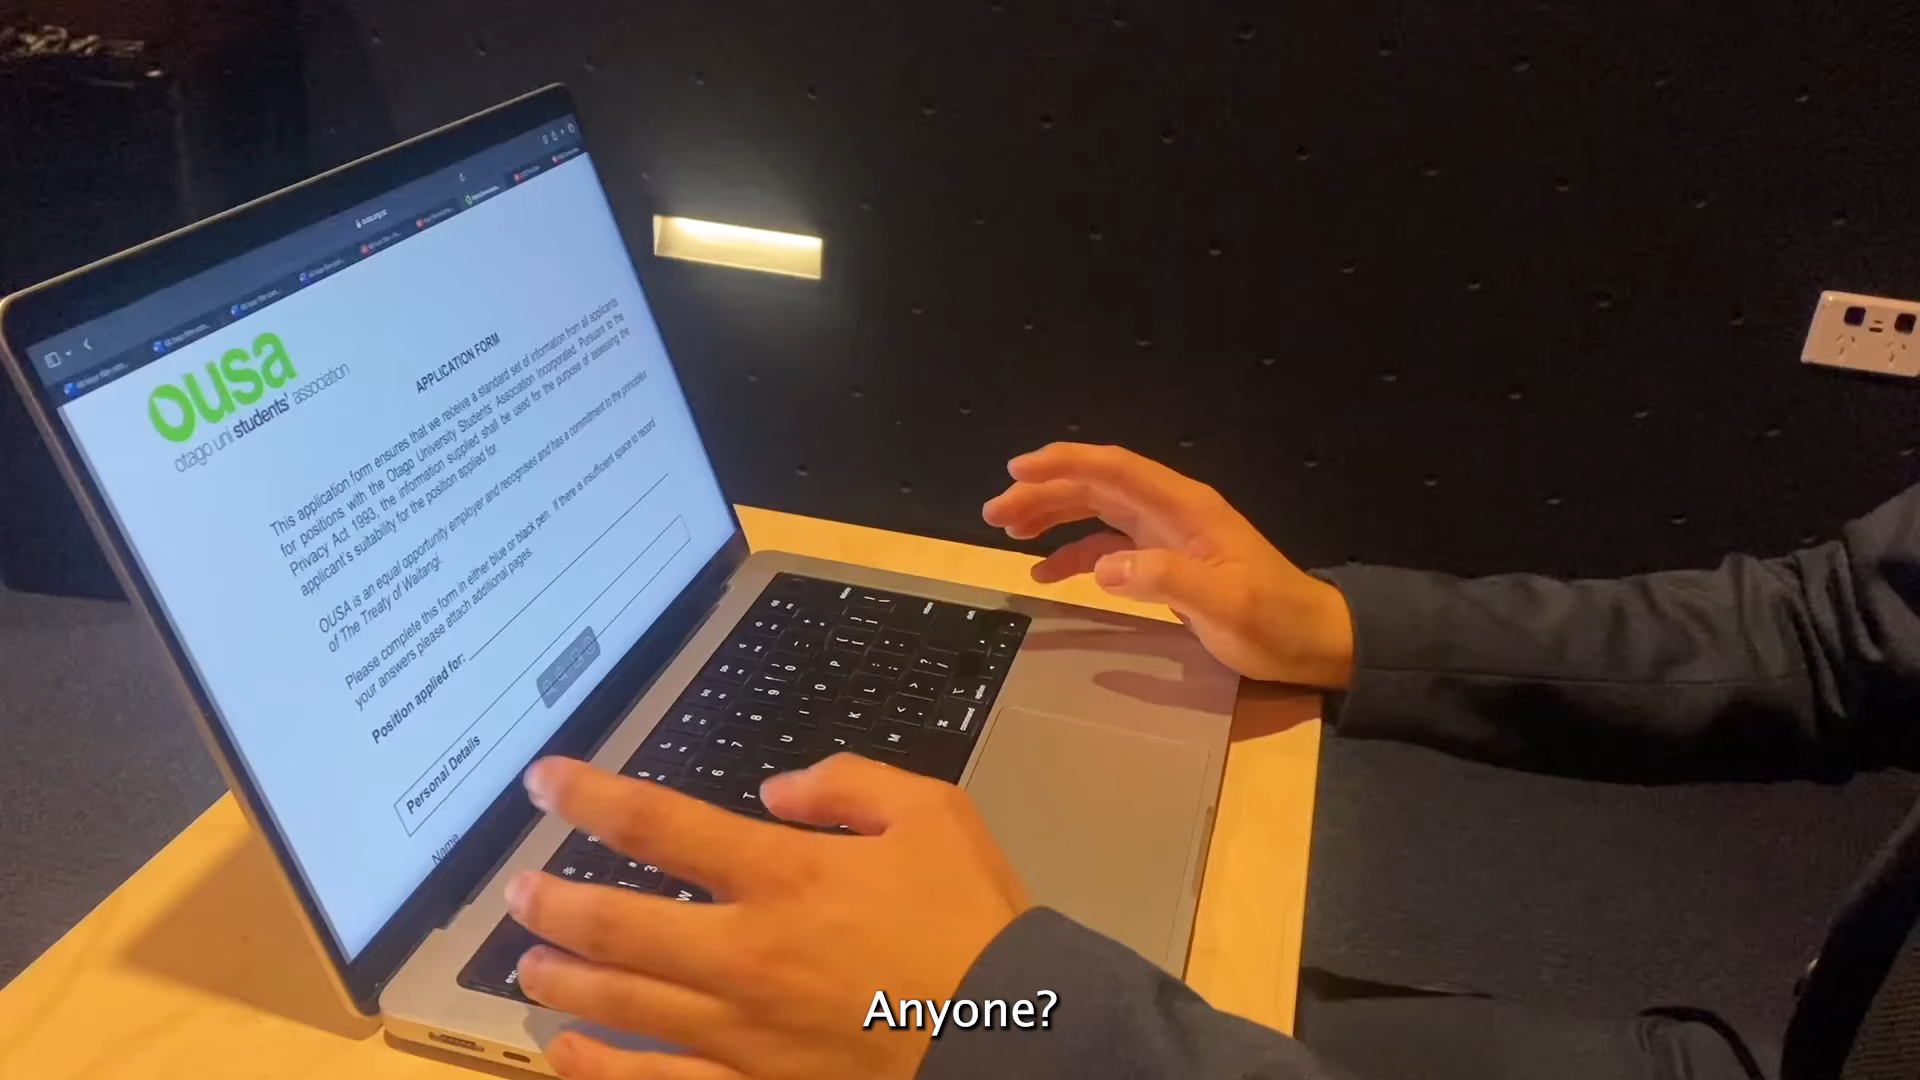 ousa.org.nz
ousa
otago uni students' association
APPLICATION FORM
This application form ensures that we receive a standard set of information from all applicants
for positions with the Otago University Students' Association Incorporated. Pursuant to the
Privacy Act 1993, the information supplied shall be used for the purpose of assessing the
applicant's suitability for the position applied for.
OUSA is an equal opportunity employer and recognises and has a commitment to the principles
of The Treaty of Waitangi.
Please complete this form in either blue or black pen. If there is insufficient space to record
your answers please attach additional pages.
Position applied for:
Personal Details
Name
Anyone?